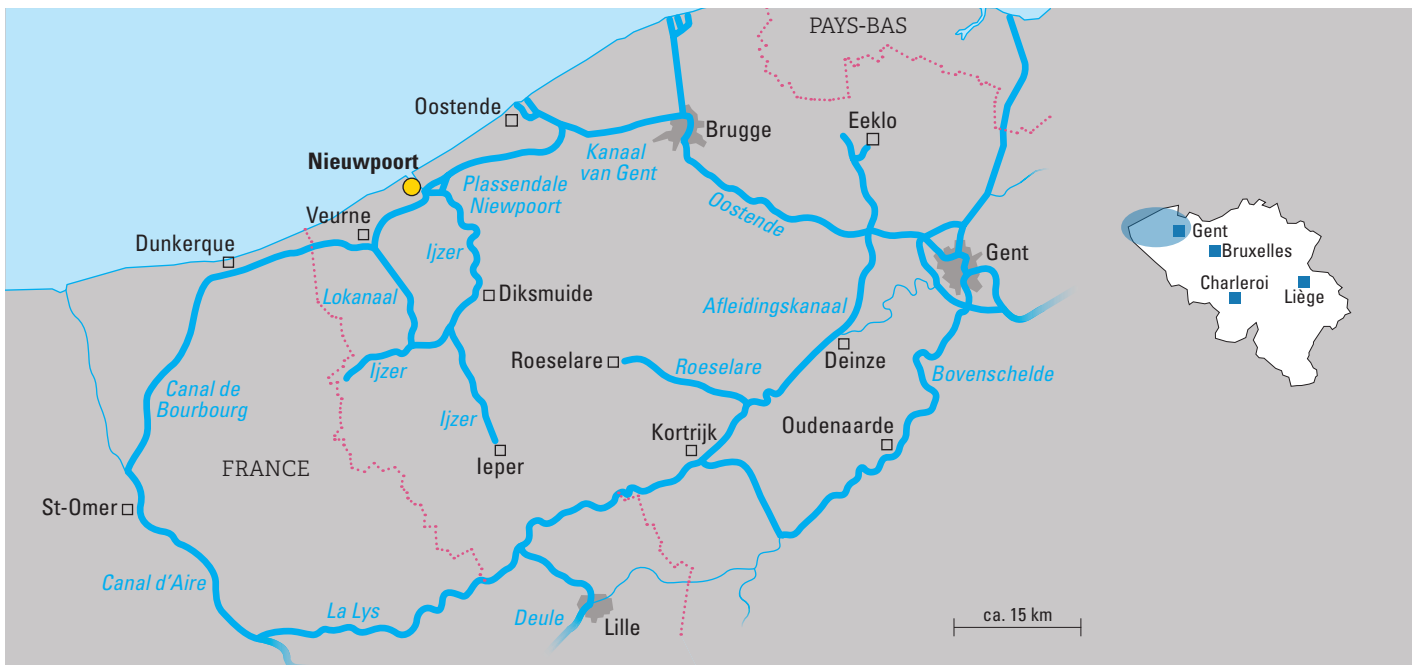 PAYS-BAS
Oostende
Brugge
Eeklo
Nieuwpoort
Kanaal
van Gent
Plassendale
Niewpoort
Oostende
Veurne
Dunkerque
Ijzer
Gent
Lokanaal
Diksmuide
Afleidingskanaal
Roeselare
Roeselare
Deinze
Ijzer
Bovenschelde
Canal de
Bourbourg
Ijzer
Kortrijk
Oudenaarde
Ieper
FRANCE
St-Omer
Canal d'Aire
La Lys
Deule
Lille
ca. 15 km
Gent
Bruxelles
Charleroi
Liège